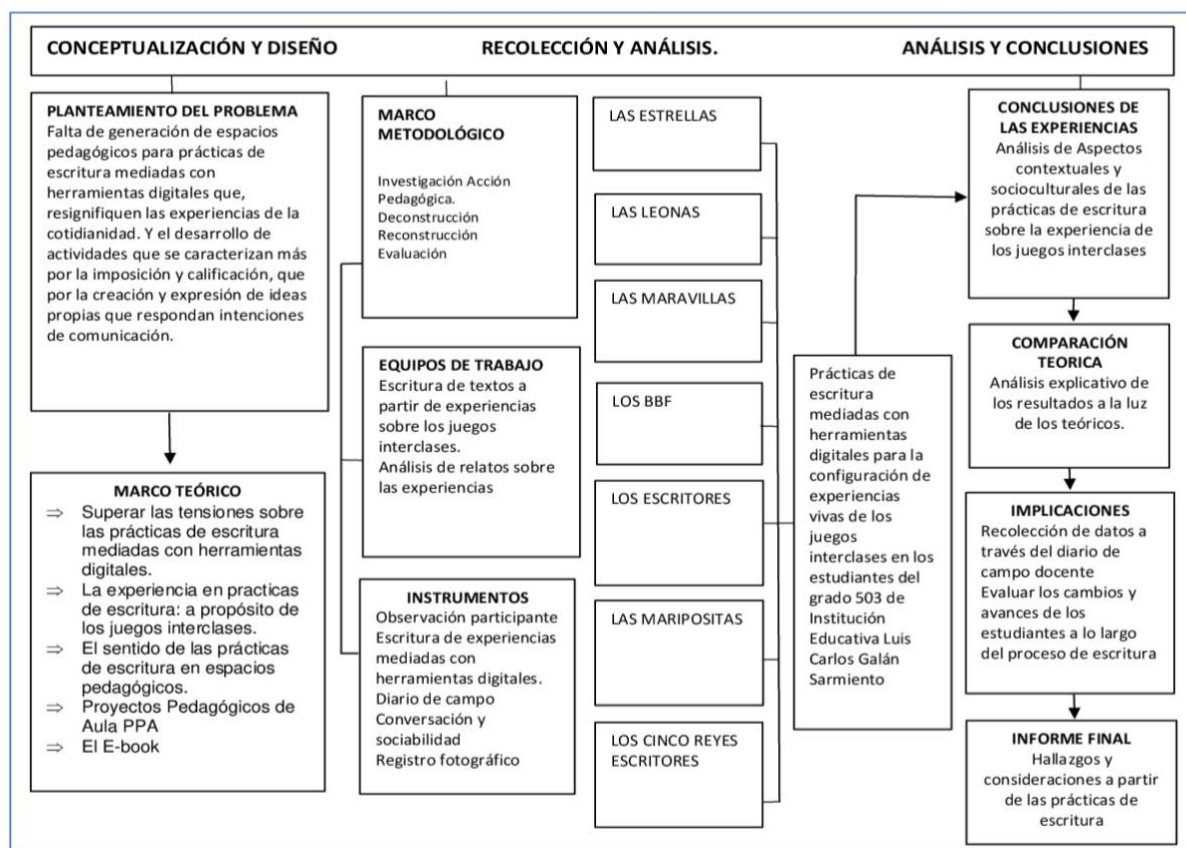 CONCEPTUALIZACIÓN Y DISEÑO
RECOLECCIÓN Y ANÁLISIS.
ANÁLISIS Y CONCLUSIONES
PLANTEAMIENTO DEL PROBLEMA
Falta de generación de espacios
pedagógicos para prácticas de
escritura mediadas con
herramientas digitales que,
resignifiquen las experiencias de la
cotidianidad. Y el desarrollo de
actividades que se caracterizan más
por la imposición y calificación, que
por la creación y expresión de ideas
propias que respondan intenciones
de comunicación.
MARCO TEÓRICO
⇒ Superar las tensiones sobre
las prácticas de escritura
mediadas con herramientas
digitales.
⇒ La experiencia en practicas
de escritura: a propósito de
los juegos interclases.
⇒ El sentido de las prácticas
de escritura en espacios
pedagógicos.
⇒ Proyectos Pedagógicos de
Aula PPA
⇒ El E-book
MARCO
METODOLÓGICO
Investigación Acción
Pedagógica.
Deconstrucción
Reconstrucción
Evaluación
EQUIPOS DE TRABAJO
Escritura de textos a
partir de experiencias
sobre los juegos
interclases.
Análisis de relatos sobre
las experiencias
INSTRUMENTOS
Observación participante
Escritura de experiencias
mediadas con
herramientas digitales.
Diario de campo
Conversación y
sociabilidad
Registro fotográfico
LAS ESTRELLAS
LAS LEONAS
LAS MARAVILLAS
LOS BBF
LOS ESCRITORES
LAS MARIPOSITAS
LOS CINCO REYES
ESCRITORES
Prácticas de
escritura
mediadas con
herramientas
digitales para la
configuración de
experiencias
vivas de los
juegos
interclases en los
estudiantes del
grado 503 de
Institución
Educativa Luis
Carlos Galán
Sarmiento
CONCLUSIONES DE
LAS EXPERIENCIAS
Análisis de Aspectos
contextuales y
socioculturales de las
prácticas de escritura
sobre la experiencia de
los juegos interclases
COMPARACIÓN
TEORICA
Análisis explicativo de
los resultados a la luz
de los teóricos.
IMPLICACIONES
Recolección de datos a
través del diario de
campo docente
Evaluar los cambios y
avances de los
estudiantes a lo largo
del proceso de escritura
INFORME FINAL
Hallazgos y
consideraciones a partir
de las prácticas de
escritura